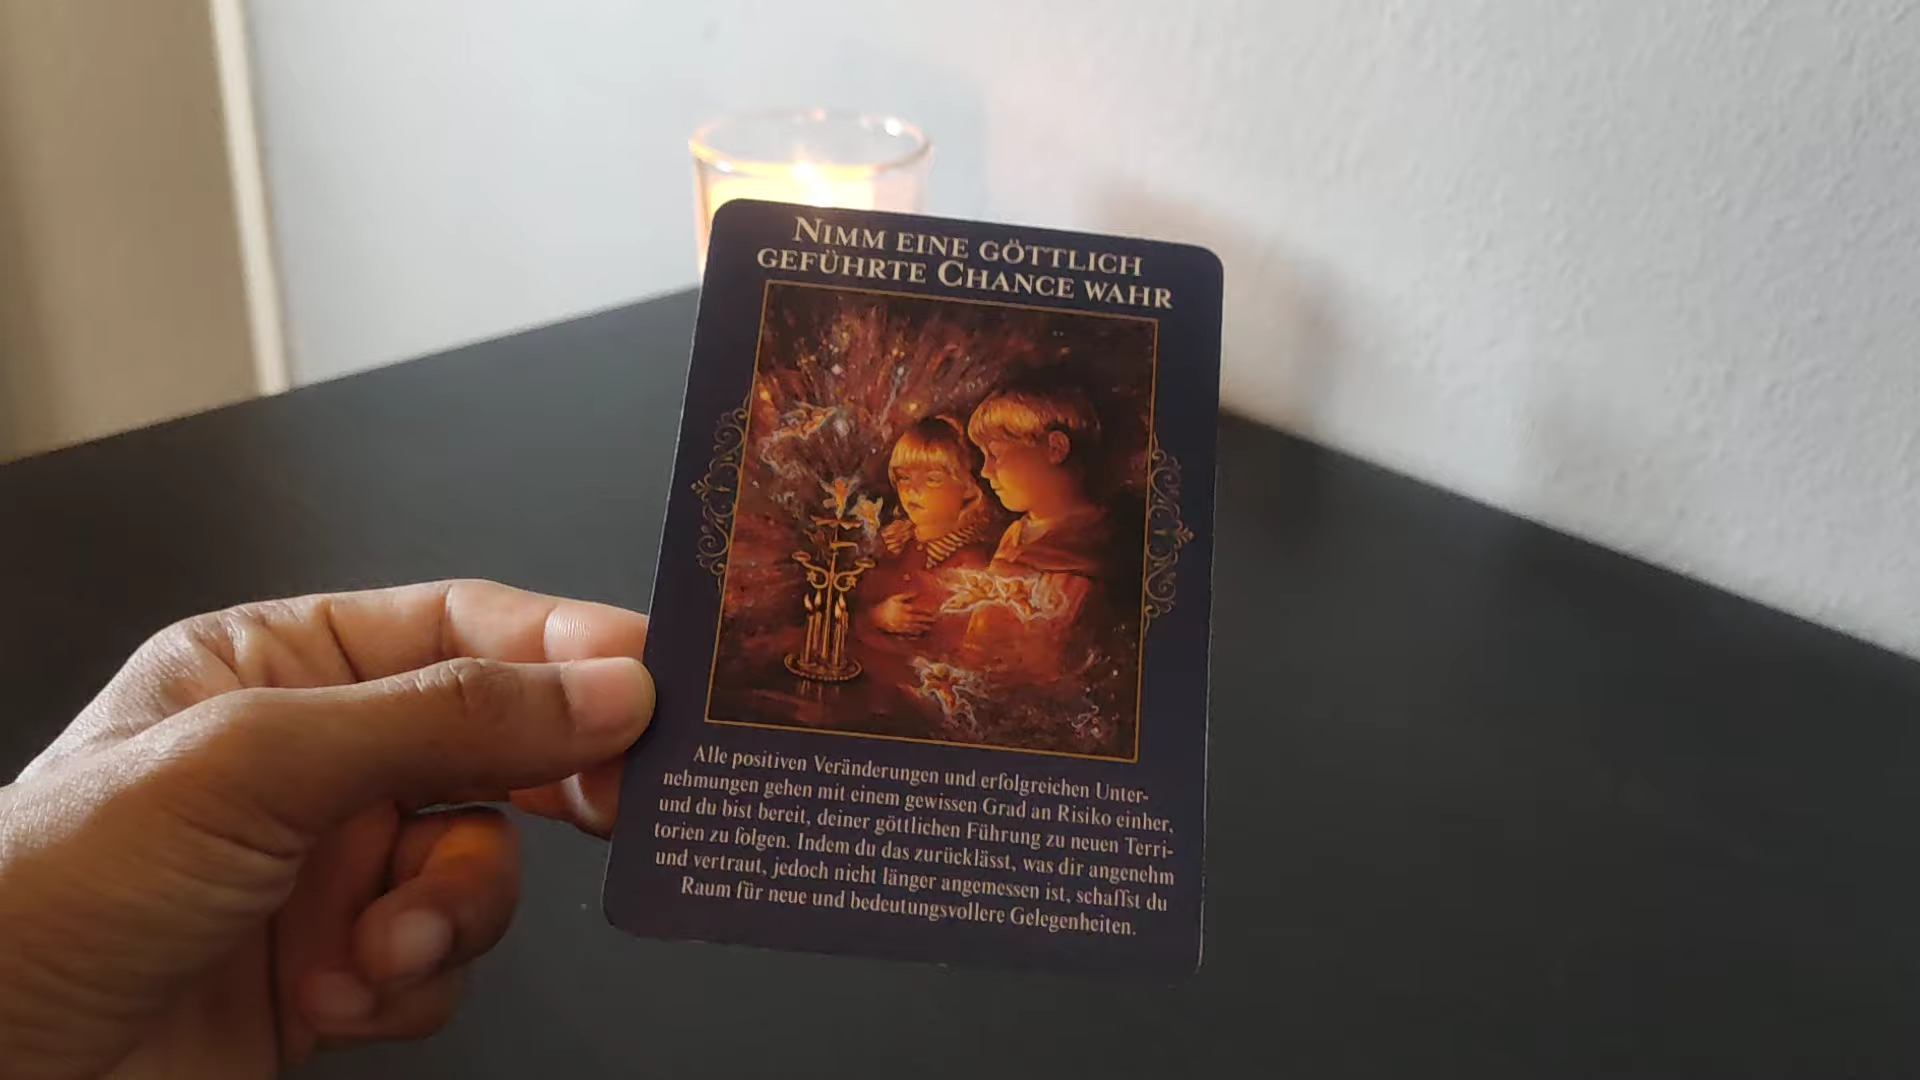 NIMM EINE GÖTTLICH
GEFÜHRTE CHANCE WAHR
Alle positiven Veränderungen und erfolgreichen Unter-
nehmungen gehen mit einem gewissen Grad an Risiko einher,
und du bist bereit, deiner göttlichen Führung zu neuen Terri-
torien zu folgen. Indem du das zurücklässt, was dir angenehm
und vertraut, jedoch nicht länger angemessen ist, schaffst du
Raum für neue und bedeutungsvollere Gelegenheiten.